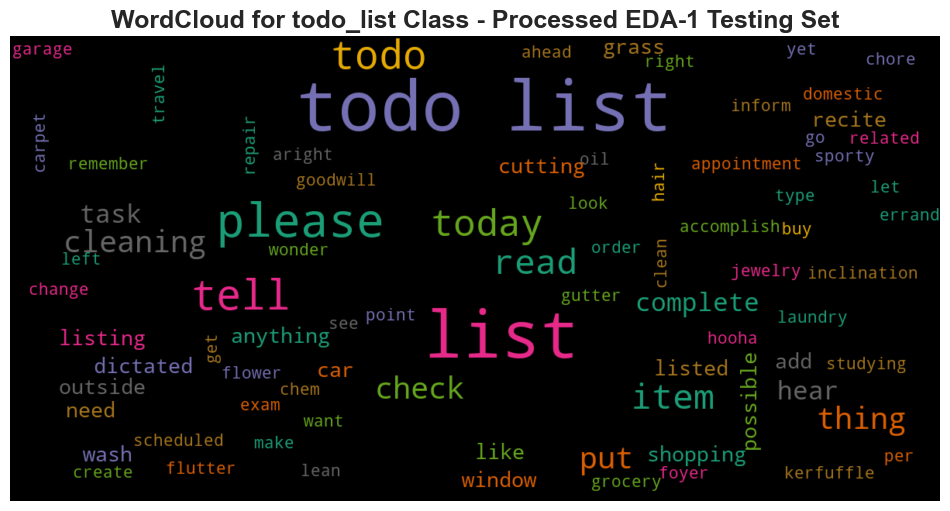 WordCloud for todo_list Class - Processed EDA-1 Testing Set
garage todo ahead grass right yet chore
travel todo list inform domestic recite
carpet remember repair aright goodwill cutting oil hair appointment go related sporty
task please today look type let errand
cleaning left wonder read order clean accomplish buy
change tell gutter complete jewelry inclination
listing anything see point list hooha laundry
dictated get flower car listed add studying
outside chem check item possible hear
need exam want thing
wash scheduled make like put shopping per
create flutter lean window grocery foyer kerfuffle